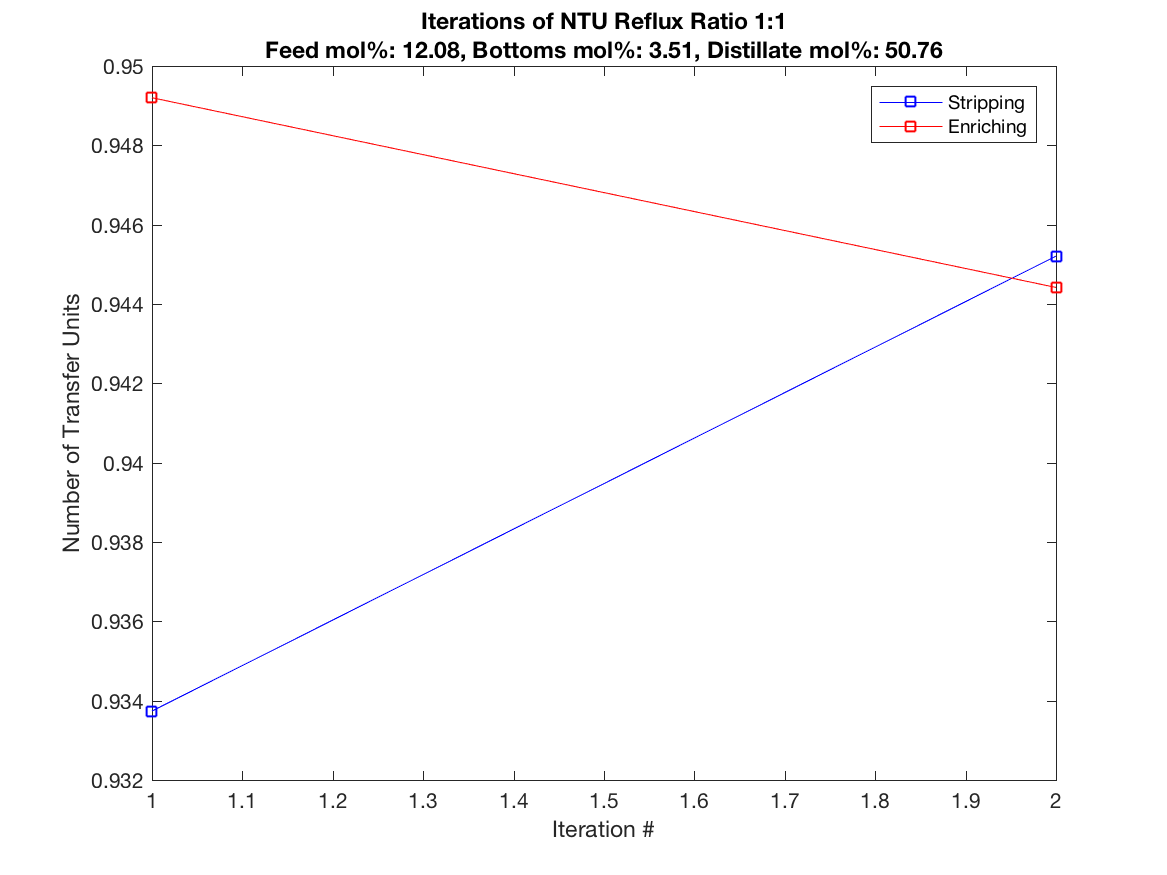 Iterations of NTU Reflux Ratio 1:1
Feed mol%: 12.08, Bottoms mol%: 3.51, Distillate mol%: 50.76
Stripping
Enriching
Number of Transfer Units
0.95
0.948
0.946
0.944
0.942
0.94
0.938
0.936
0.934
0.932
1 1.1 1.2 1.3 1.4 1.5 1.6 1.7 1.8 1.9 2
Iteration #